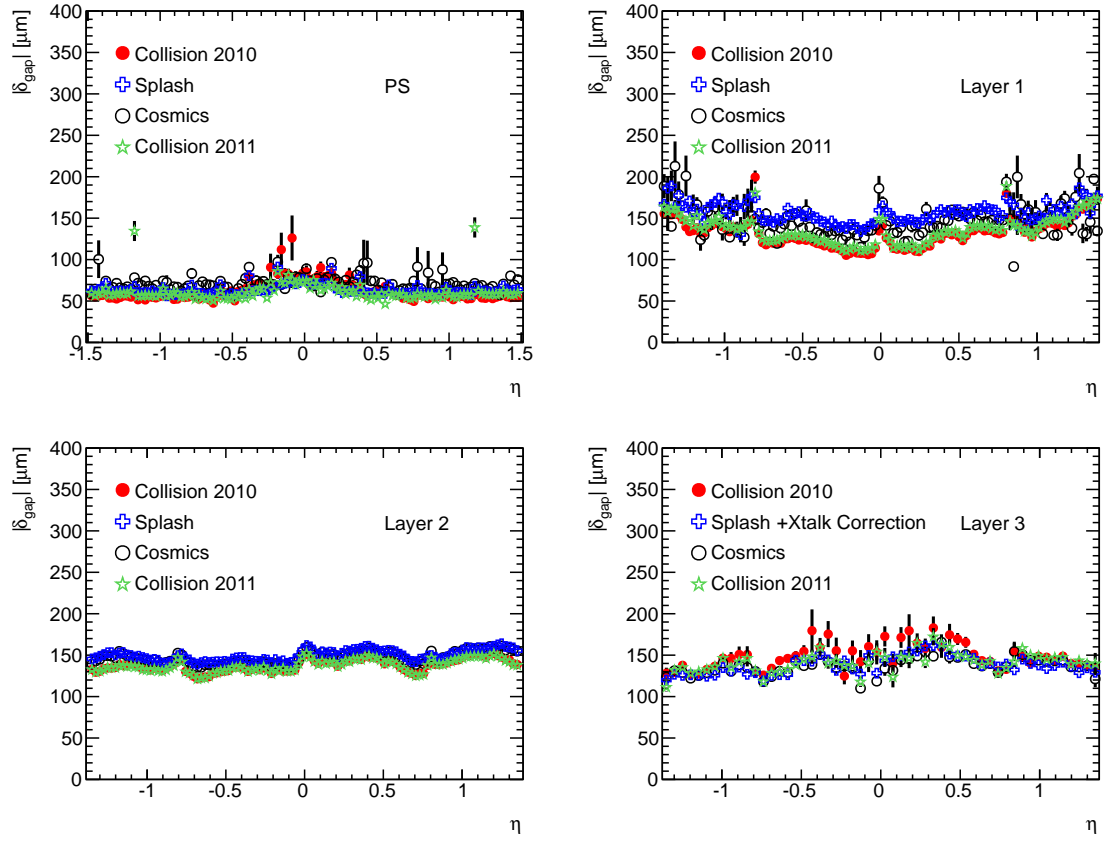 |δgap| [μm]
400
350
300
250
200
150
100
50
0
Collision 2010
Splash
Cosmics
Collision 2011
PS
-1.5 -1 -0.5 0 0.5 1 1.5
η
|δgap| [μm]
400
350
300
250
200
150
100
50
0
Collision 2010
Splash
Cosmics
Collision 2011
Layer 1
-1 -0.5 0 0.5 1
η
|δgap| [μm]
400
350
300
250
200
150
100
50
0
Collision 2010
Splash
Cosmics
Collision 2011
Layer 2
-1 -0.5 0 0.5 1
η
|δgap| [μm]
400
350
300
250
200
150
100
50
0
Collision 2010
Splash +Xtalk Correction
Cosmics
Collision 2011
Layer 3
-1 -0.5 0 0.5 1
η